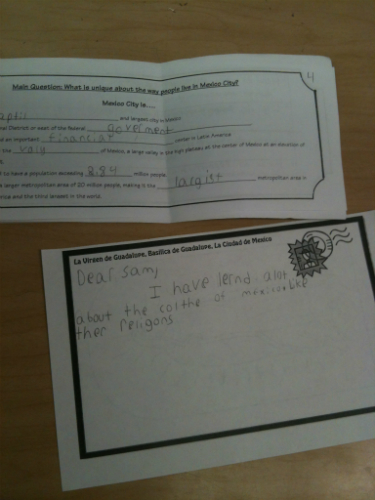 4
Main Question: What is unique about the way people live in Mexico City?
Mexico City is....
and largest city in Mexico
District or seat of the federal goverment
an important financial center in Latin America
the valy of Mexico, a large valley in the high plateau at the center of Mexico at an elevation of
to have a population exceeding 8.84 million people.
larger metropolitan area of 20 million people, making it the largist metropolitan area in
and the third largest in the world.
La Virgen de Guadalupe, Basilica de Guadalupe, La Ciudad de Mexico
Dear Sam,
I have lernd alot
about the of
ther religons